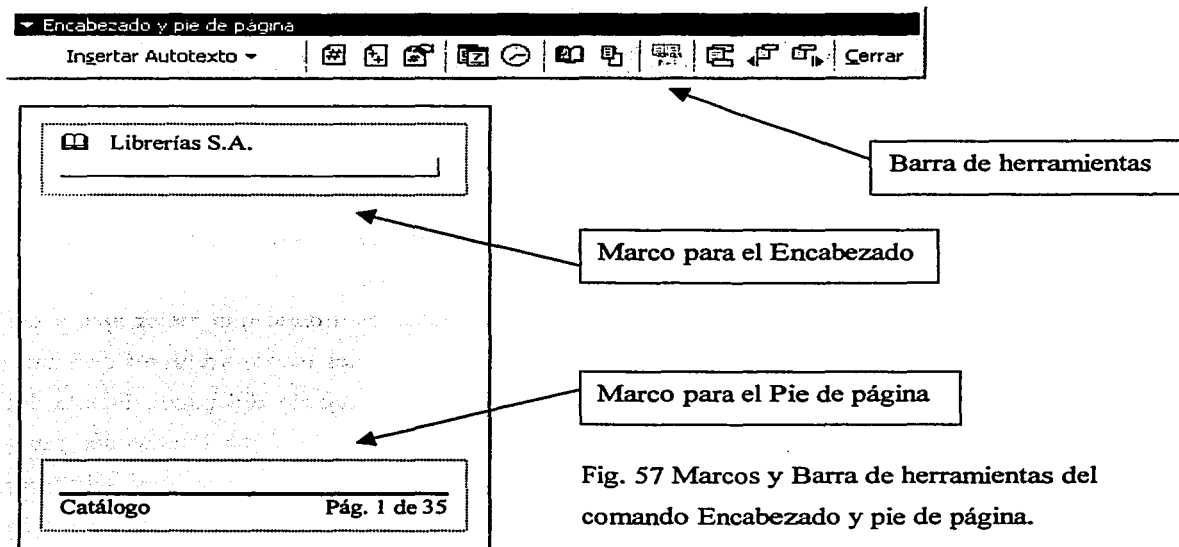 Encabezado y pie de página
Insertar Autotexto
Cerrar
Librerías S.A.
Barra de herramientas
Marco para el Encabezado
Marco para el Pie de página
Catálogo Pág. 1 de 35
Fig. 57 Marcos y Barra de herramientas del
comando Encabezado y pie de página.